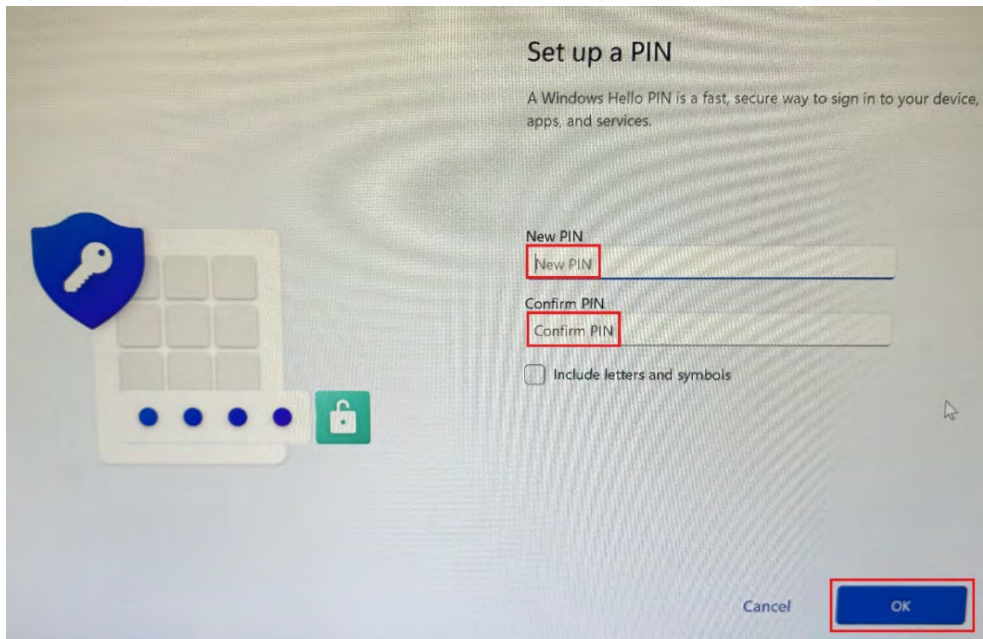 Set up a PIN
A Windows Hello PIN is a fast, secure way to sign in to your device,
apps, and services.
New PIN
New PIN
Confirm PIN
Confirm PIN
Include letters and symbols
Cancel
OK